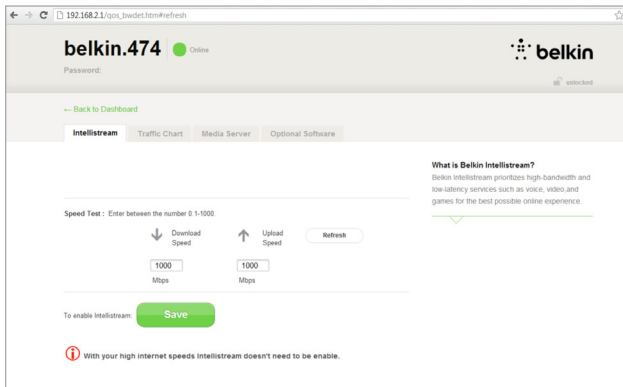 192.168.2.1/qos_bwdet.htm#refresh
belkin.474 Online
belkin
Password:
unlocked
← Back to Dashboard
Intellistream Traffic Chart Media Server Optional Software
What is Belkin Intellistream?
Belkin Intellistream prioritizes high-bandwidth and
low-latency services such as voice, video,and
games for the best possible online experience.
Speed Test : Enter between the number 0.1-1000.
Download Speed
Upload Speed
Refresh
1000 1000
Mbps Mbps
To enable Intellistream: Save
With your high internet speeds Intellistream doesn't need to be enable.